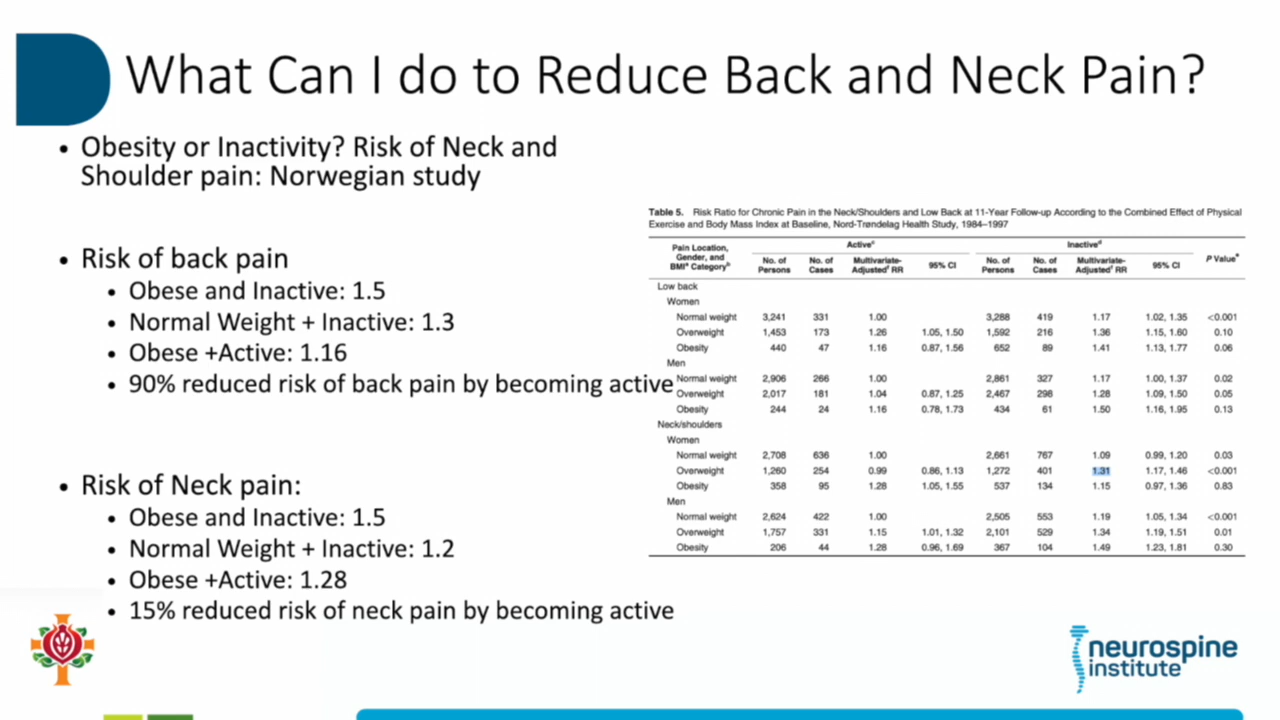 What Can I do to Reduce Back and Neck Pain?
• Obesity or Inactivity? Risk of Neck and
Shoulder pain: Norwegian study
• Risk of back pain
• Obese and Inactive: 1.5
• Normal Weight + Inactive: 1.3
• Obese +Active: 1.16
• 90% reduced risk of back pain by becoming active
• Risk of Neck pain:
• Obese and Inactive: 1.5
• Normal Weight + Inactive: 1.2
• Obese +Active: 1.28
• 15% reduced risk of neck pain by becoming active
Table 5. Risk Ratio for Chronic Pain in the Neck/Shoulders and Low Back at 11-Year Follow-up According to the Combined Effect of Physical
Exercise and Body Mass Index at Baseline, Nord-Trøndelag Health Study, 1984–1997
Pain Location, Gender, and BMIᵃ Categoryᵇ
Activeᶜ Inactiveᵈ
No. of Persons No. of Cases Multivariate-Adjustedᶠ RR 95% CI No. of Persons No. of Cases Multivariate-Adjustedᶠ RR 95% CI P Valueᵉ
Low back
Women
Normal weight 3,241 331 1.00 3,288 419 1.17 1.02, 1.35 <0.001
Overweight 1,453 173 1.26 1.05, 1.50 1,592 216 1.36 1.15, 1.60 0.10
Obesity 440 47 1.16 0.87, 1.56 652 89 1.41 1.13, 1.77 0.06
Men
Normal weight 2,906 266 1.00 2,861 327 1.17 1.00, 1.37 0.02
Overweight 2,017 181 1.04 0.87, 1.25 2,467 298 1.28 1.09, 1.50 0.05
Obesity 244 24 1.16 0.78, 1.73 434 61 1.50 1.16, 1.95 0.13
Neck/shoulders
Women
Normal weight 2,708 636 1.00 2,661 767 1.09 0.99, 1.20 0.03
Overweight 1,260 254 0.99 0.86, 1.13 1,272 401 1.31 1.17, 1.46 <0.001
Obesity 358 95 1.28 1.05, 1.55 537 134 1.15 0.97, 1.36 0.83
Men
Normal weight 2,624 422 1.00 2,505 553 1.19 1.05, 1.34 <0.001
Overweight 1,757 331 1.15 1.01, 1.32 2,101 529 1.34 1.19, 1.51 0.01
Obesity 206 44 1.28 0.96, 1.69 367 104 1.49 1.23, 1.81 0.30
neurospine
institute